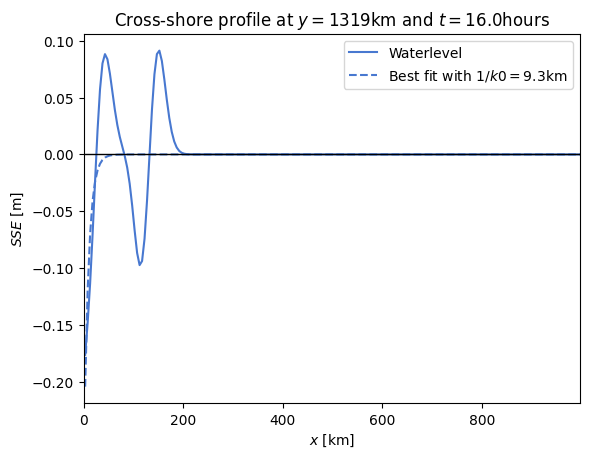 Cross-shore profile at y = 1319km and t = 16.0hours
Waterlevel
Best fit with 1/k0 = 9.3km
0.10
0.05
0.00
−0.05
−0.10
−0.15
−0.20
SSE [m]
0 200 400 600 800
x [km]